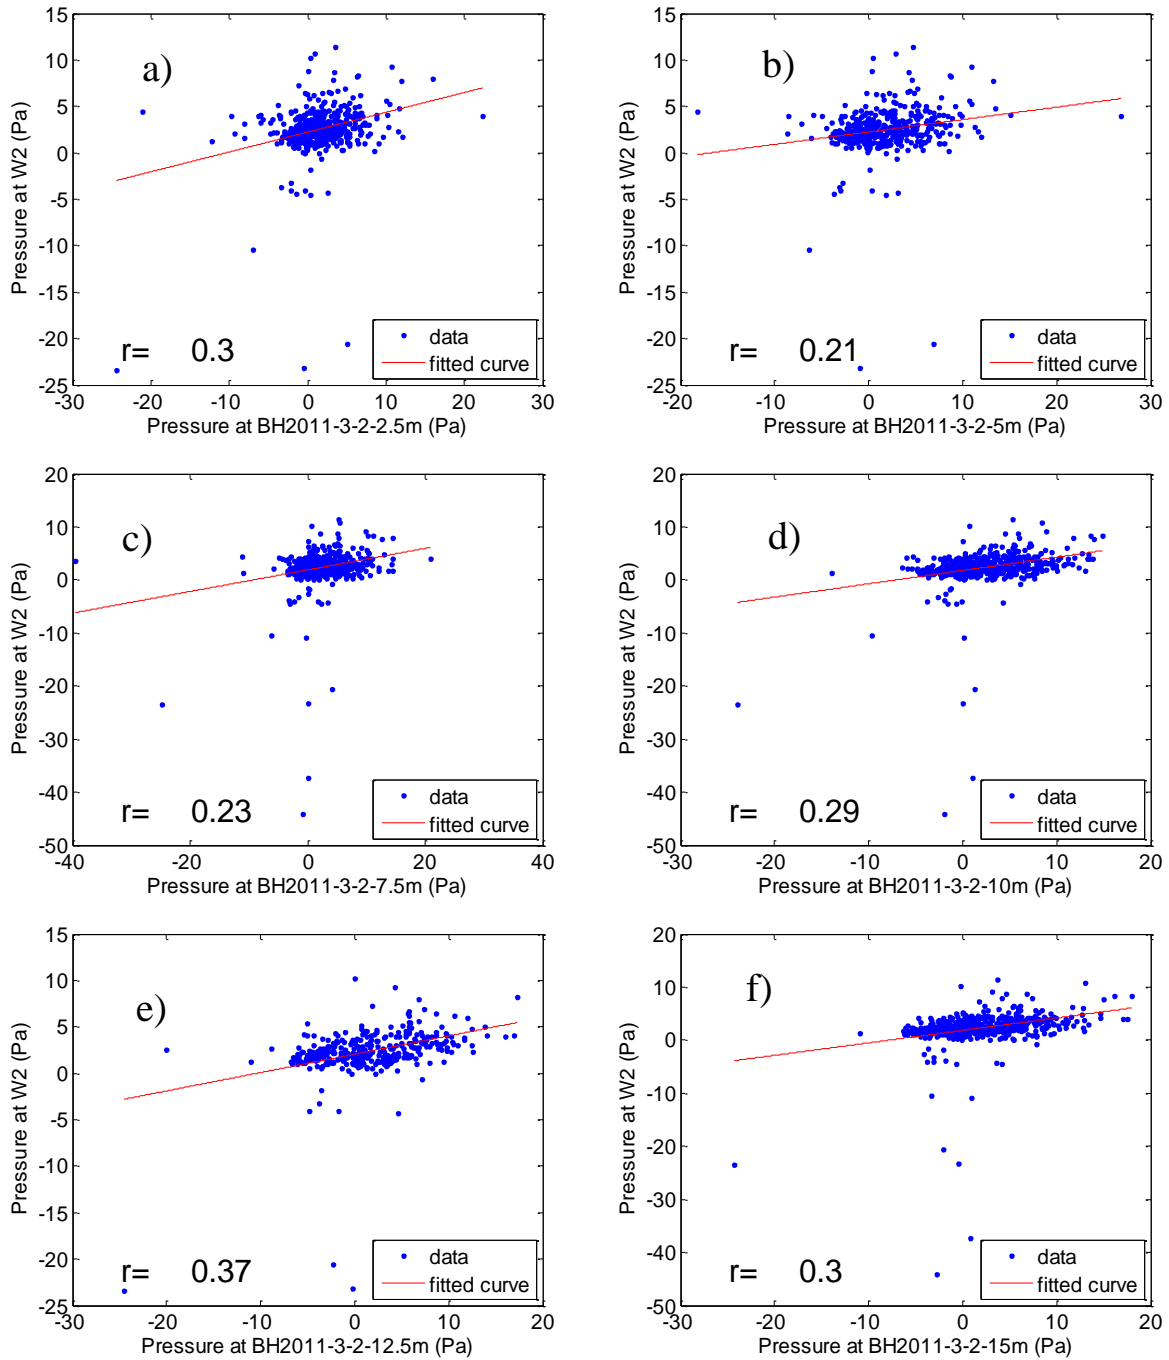 15
10
5
0
-5
-10
-15
-20
-25
Pressure at W2 (Pa)
a)
r= 0.3
data
fitted curve
-30 -20 -10 0 10 20 30
Pressure at BH2011-3-2-2.5m (Pa)
15
10
5
0
-5
-10
-15
-20
-25
Pressure at W2 (Pa)
b)
r= 0.21
data
fitted curve
-20 -10 0 10 20 30
Pressure at BH2011-3-2-5m (Pa)
20
10
0
-10
-20
-30
-40
-50
Pressure at W2 (Pa)
c)
r= 0.23
data
fitted curve
-40 -20 0 20 40
Pressure at BH2011-3-2-7.5m (Pa)
20
10
0
-10
-20
-30
-40
-50
Pressure at W2 (Pa)
d)
r= 0.29
data
fitted curve
-30 -20 -10 0 10 20
Pressure at BH2011-3-2-10m (Pa)
15
10
5
0
-5
-10
-15
-20
-25
Pressure at W2 (Pa)
e)
r= 0.37
data
fitted curve
-30 -20 -10 0 10 20
Pressure at BH2011-3-2-12.5m (Pa)
20
10
0
-10
-20
-30
-40
-50
Pressure at W2 (Pa)
f)
r= 0.3
data
fitted curve
-30 -20 -10 0 10 20
Pressure at BH2011-3-2-15m (Pa)